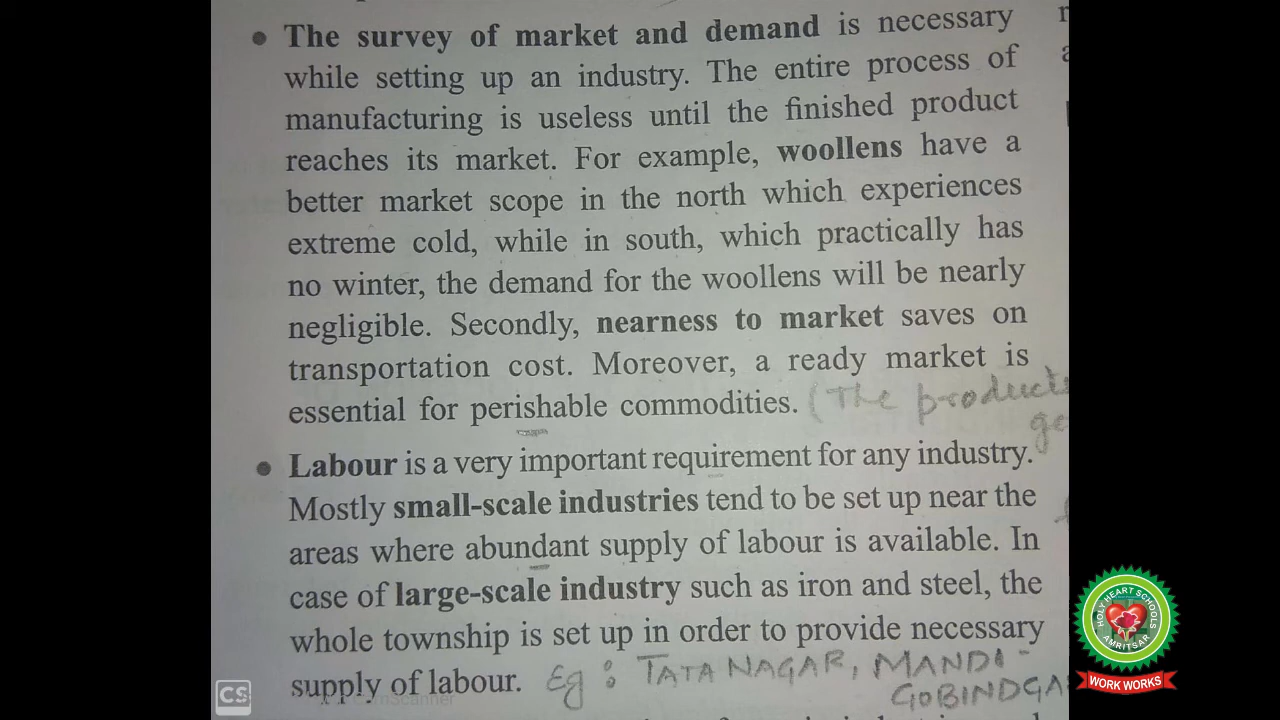 • The survey of market and demand is necessary
while setting up an industry. The entire process of
manufacturing is useless until the finished product
reaches its market. For example, woollens have a
better market scope in the north which experiences
extreme cold, while in south, which practically has
no winter, the demand for the woollens will be nearly
negligible. Secondly, nearness to market saves on
transportation cost. Moreover, a ready market is
essential for perishable commodities. (The products
ge
• Labour is a very important requirement for any industry.
Mostly small-scale industries tend to be set up near the
areas where abundant supply of labour is available. In
case of large-scale industry such as iron and steel, the
whole township is set up in order to provide necessary
supply of labour. Eg : TATA NAGAR, MANDI -
GOBINDGA
CS
CamScanner
HOLY HEART SCHOOLS
AMRITSAR
WORK WORKS